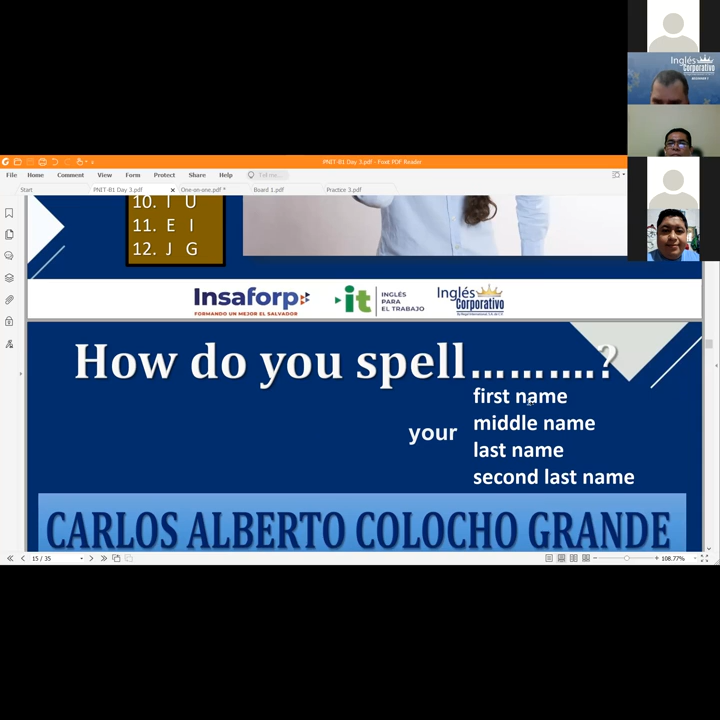 Inglés
Corporativo
PNIT-B1 Day 3.pdf - Foxit PDF Reader
File Home Comment View Form Protect Share Help Tell me...
Start PNIT-B1 Day 3.pdf One-on-one.pdf * Board 1.pdf Practice 3.pdf
10. I U
11. E I
12. J G
Insaforp
FORMANDO UN MEJOR EL SALVADOR
it INGLÉS PARA EL TRABAJO
Inglés
Corporativo
How do you spell..........?
first name
middle name
your
last name
second last name
CARLOS ALBERTO COLOCHO GRANDE
15 / 35
108.77%